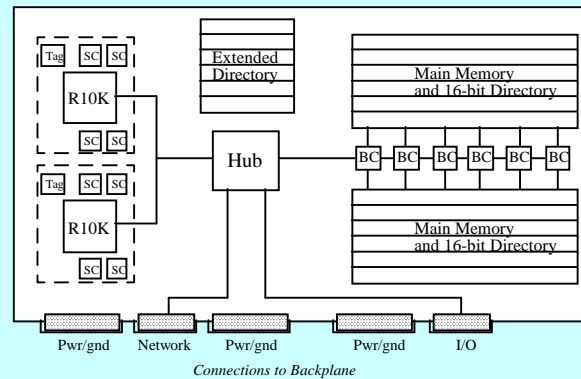 Tag SC SC
R10K
SC SC
Tag SC SC
R10K
SC SC
Extended
Directory
Hub
Main Memory
and 16-bit Directory
BC BC BC BC BC BC
Main Memory
and 16-bit Directory
Pwr/gnd Network Pwr/gnd Pwr/gnd I/O
Connections to Backplane